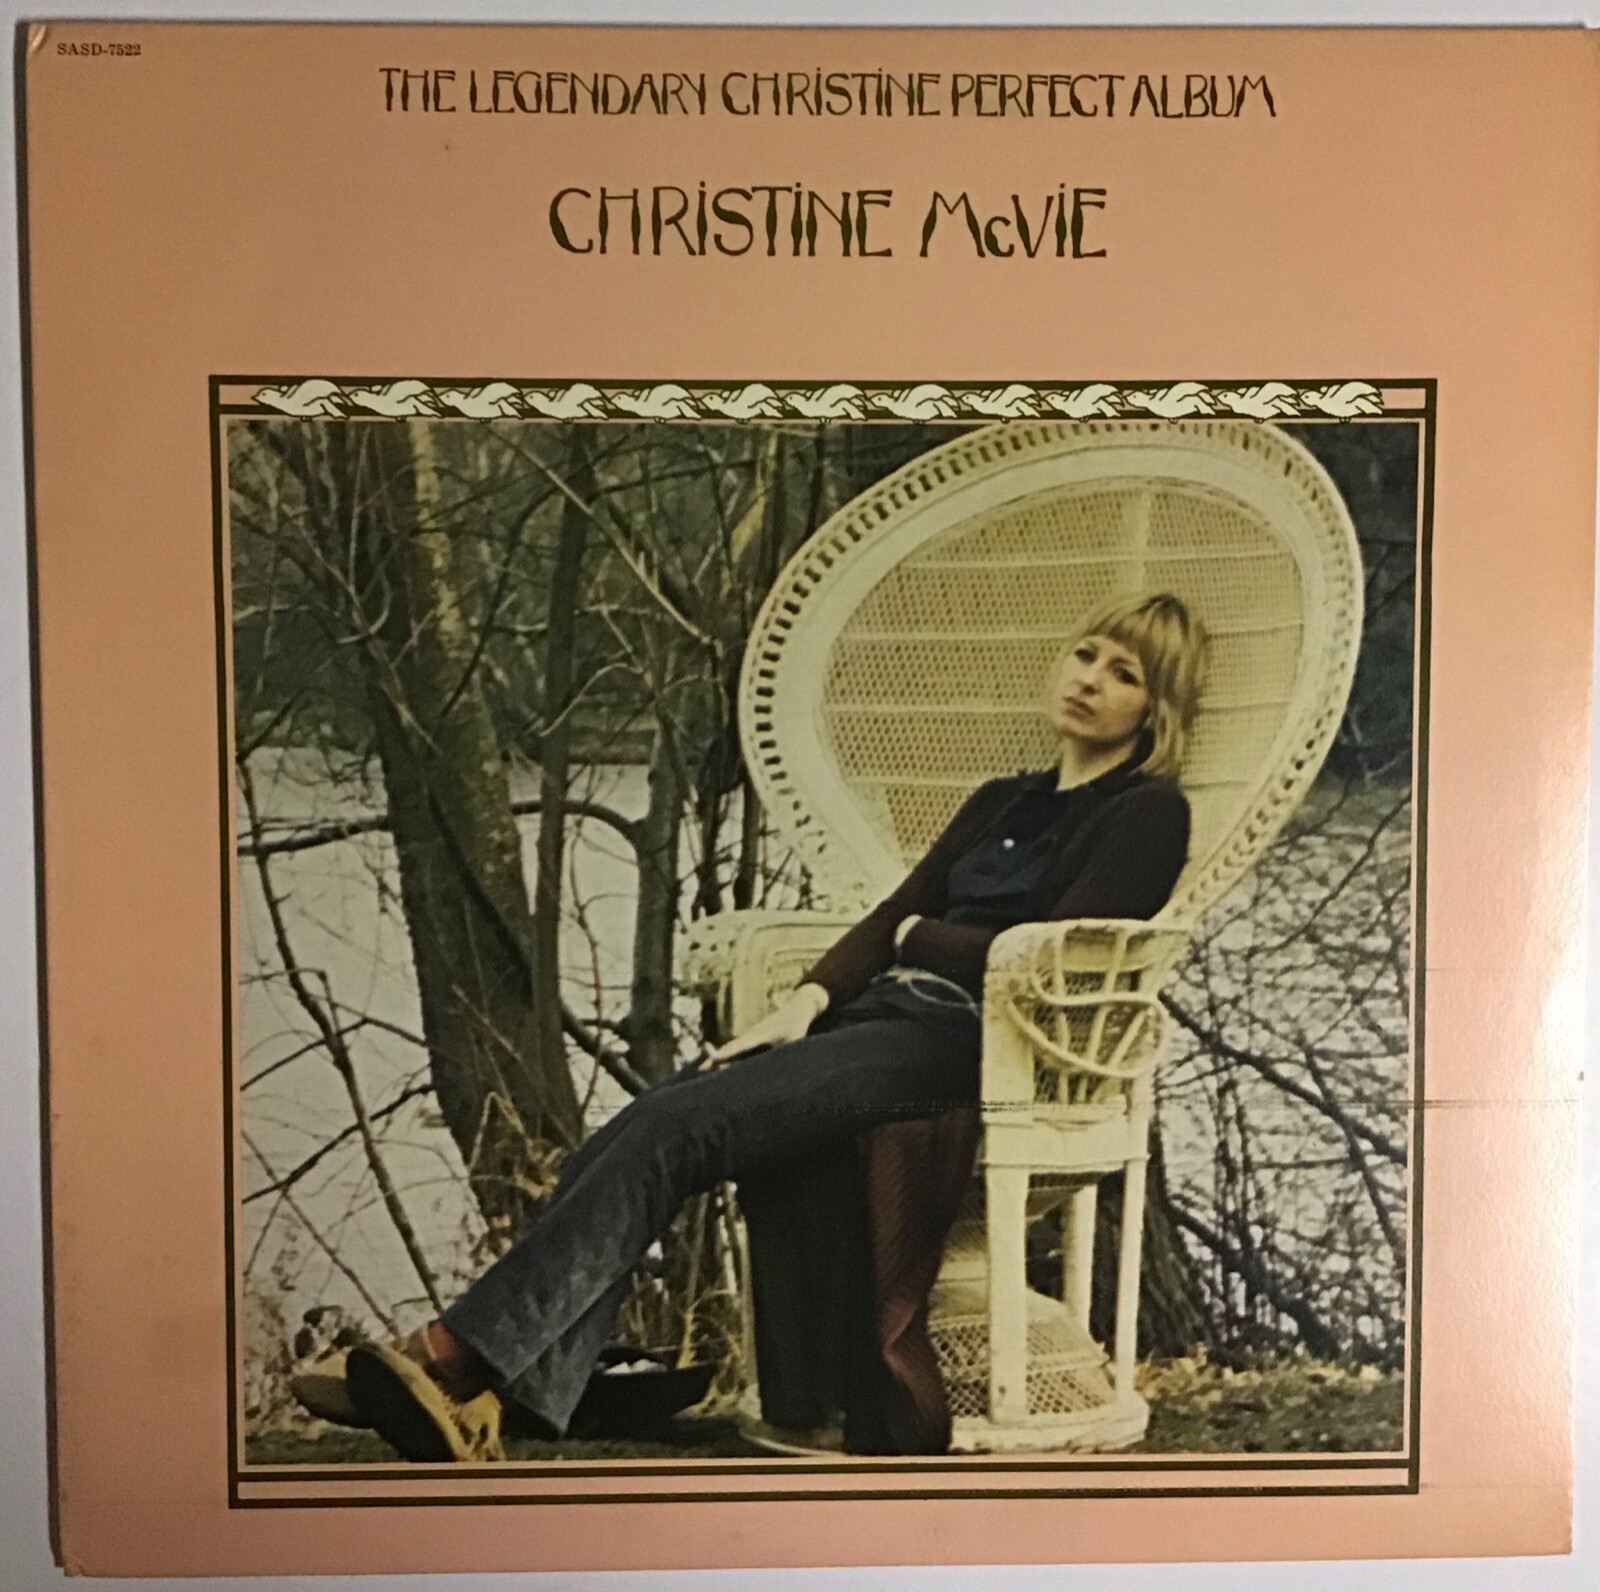 SASD-7522
THE LEGENDARY CHRiSTiNE PERFECT ALBUM
CHRiSTiNE McViE